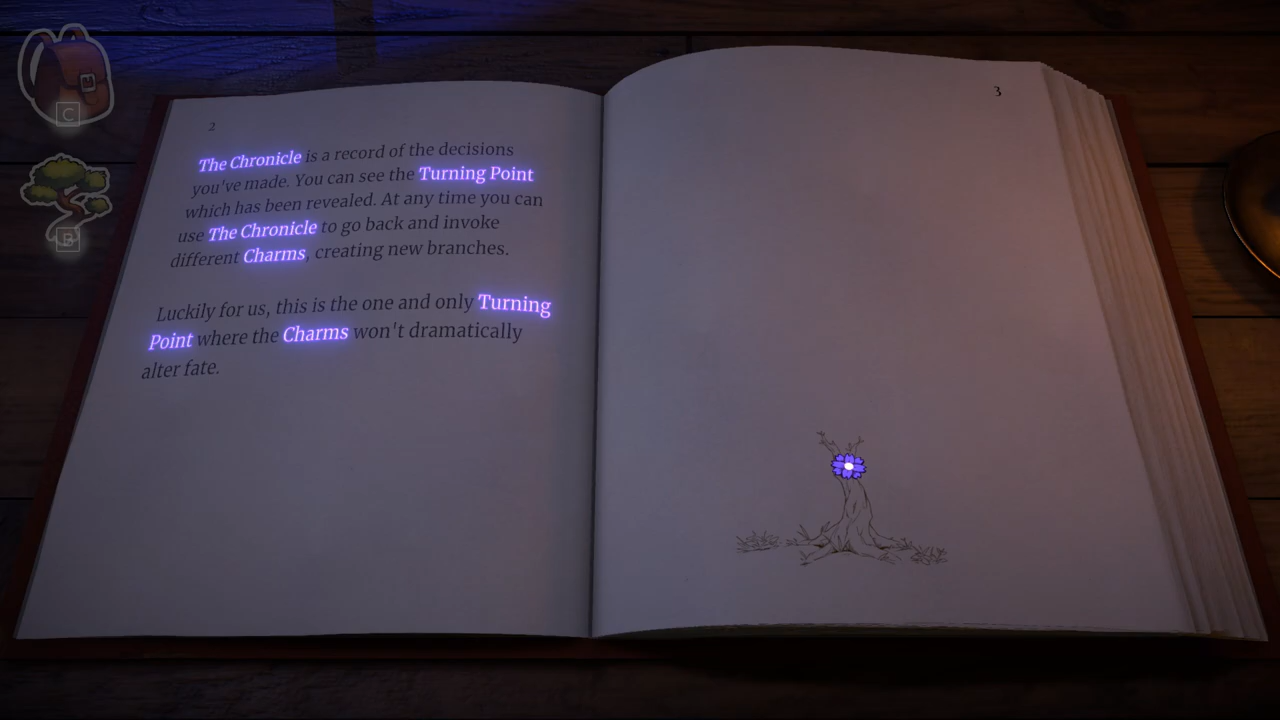 C
B
2
The Chronicle is a record of the decisions
you've made. You can see the Turning Point
which has been revealed. At any time you can
use The Chronicle to go back and invoke
different Charms, creating new branches.
Luckily for us, this is the one and only Turning
Point where the Charms won't dramatically
alter fate.
3